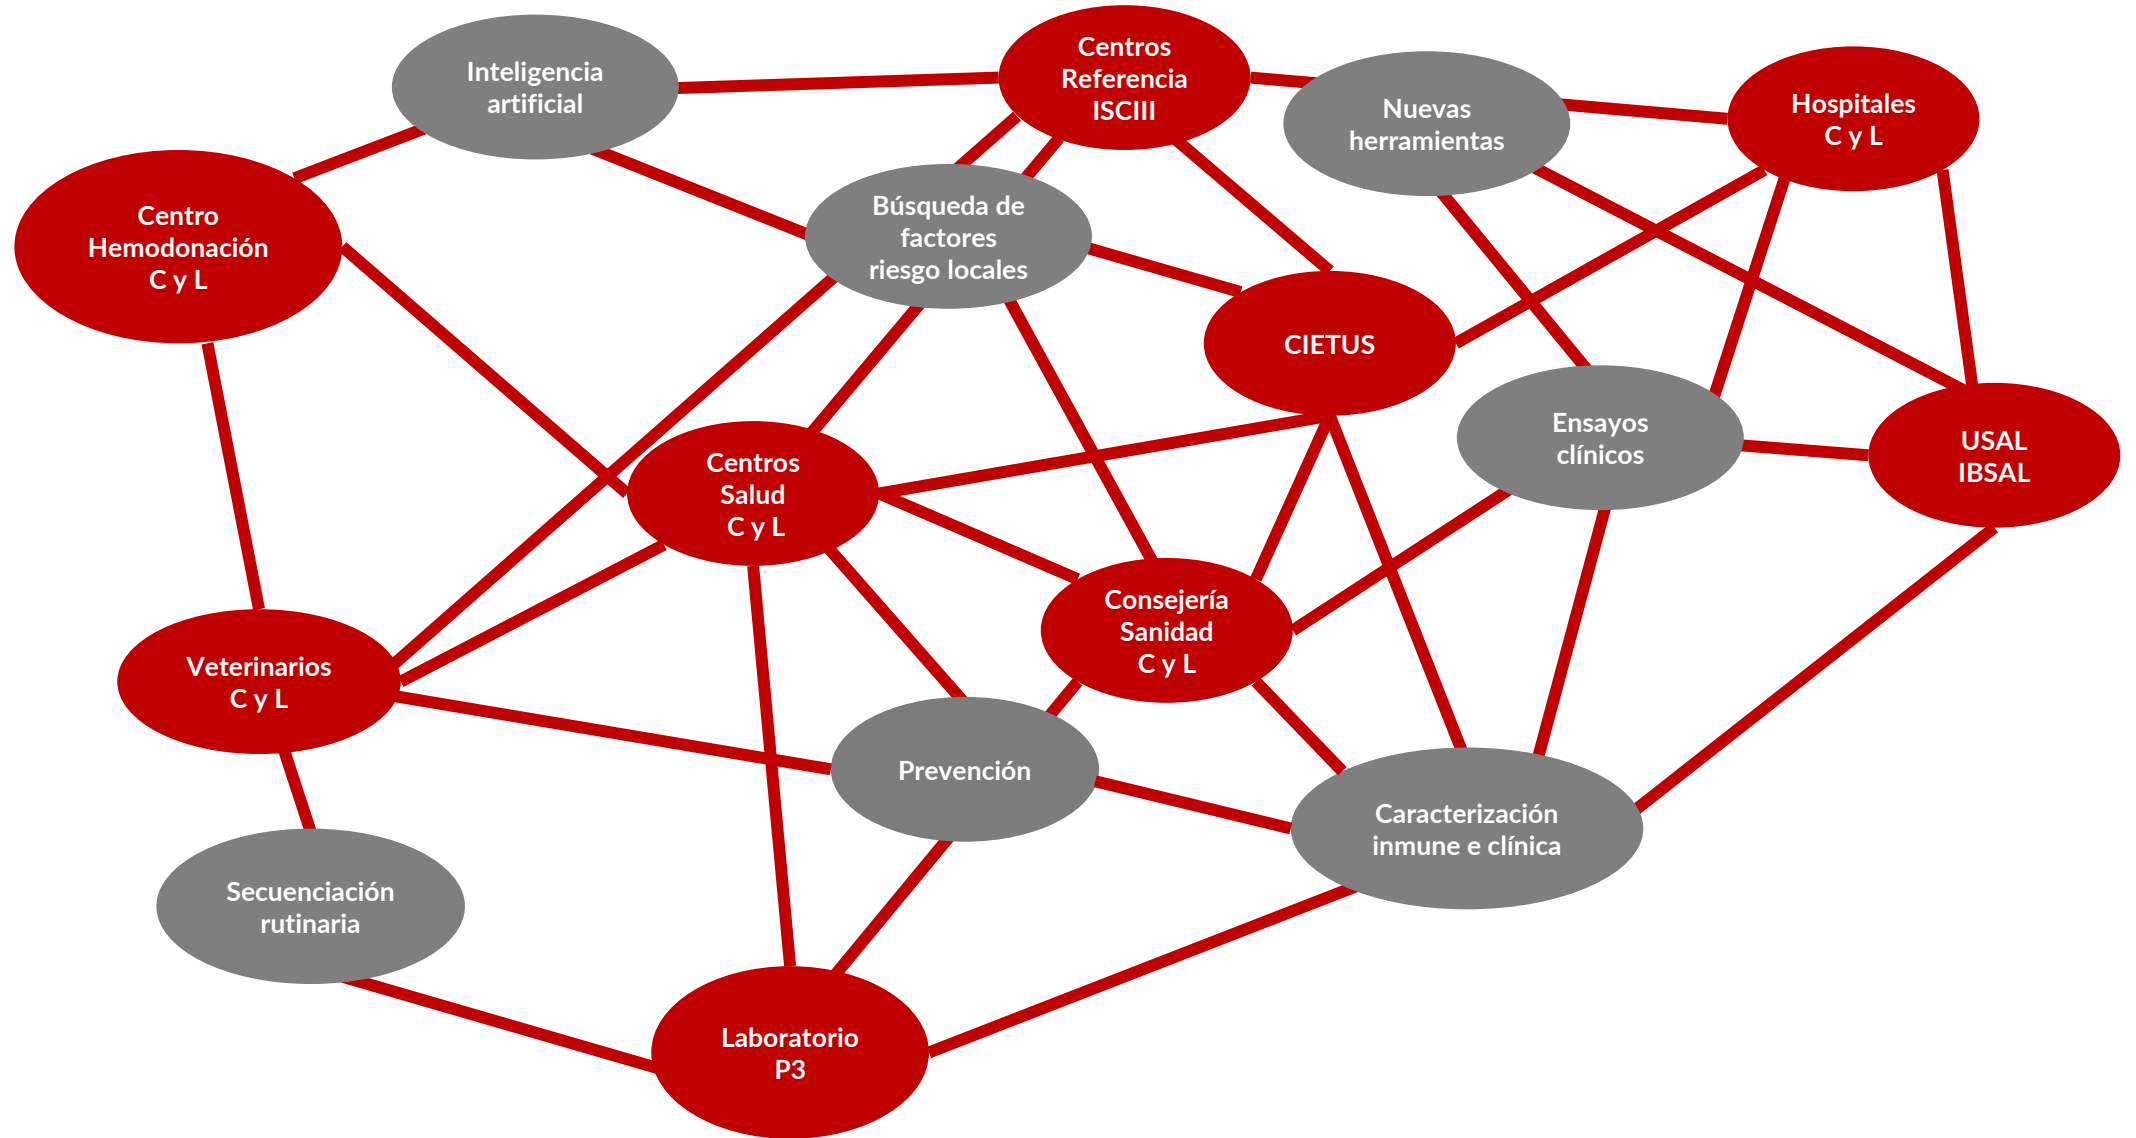 Inteligencia
artificial
Centros
Referencia
ISCIII
Nuevas
herramientas
Hospitales
C y L
Centro
Hemodonación
C y L
Búsqueda de
factores
riesgo locales
CIETUS
Centros
Salud
C y L
Ensayos
clínicos
USAL
IBSAL
Consejería
Sanidad
C y L
Veterinarios
C y L
Prevención
Caracterización
inmune e clínica
Secuenciación
rutinaria
Laboratorio
P3